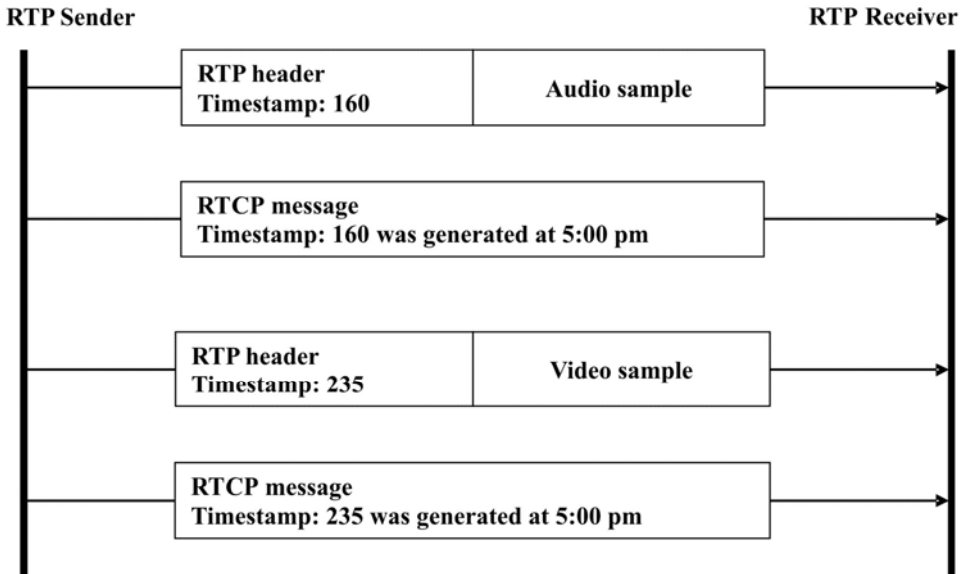 RTP Sender
RTP Receiver
RTP header
Timestamp: 160
Audio sample
RTCP message
Timestamp: 160 was generated at 5:00 pm
RTP header
Timestamp: 235
Video sample
RTCP message
Timestamp: 235 was generated at 5:00 pm